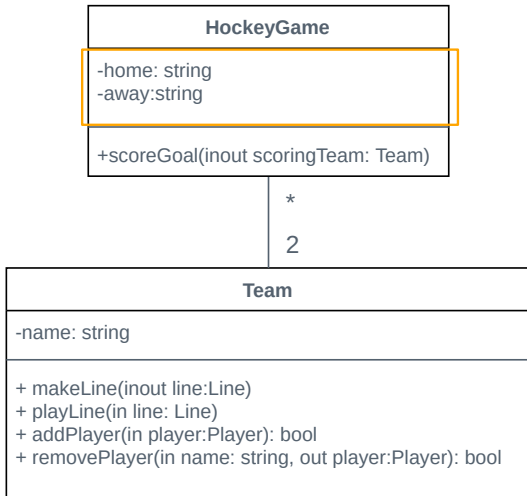 HockeyGame
-home: string
-away:string
+scoreGoal(inout scoringTeam: Team)
*
2
Team
-name: string
+ makeLine(inout line:Line)
+ playLine(in line: Line)
+ addPlayer(in player:Player): bool
+ removePlayer(in name: string, out player:Player): bool